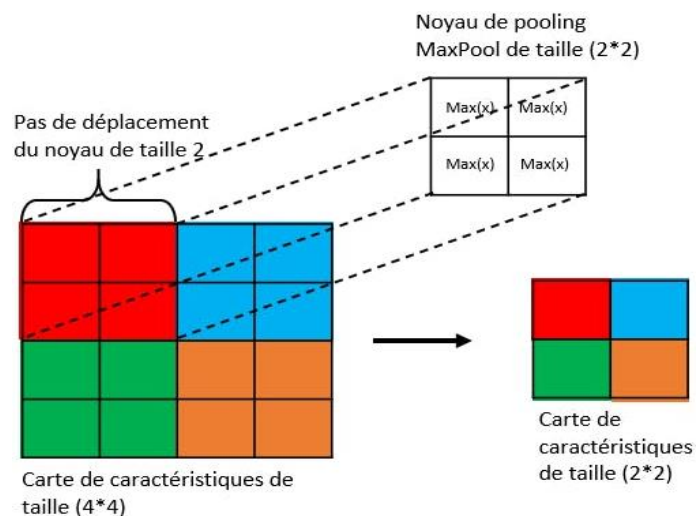 Noyau de pooling
MaxPool de taille (2*2)
Pas de déplacement
du noyau de taille 2
Max(x) Max(x)
Max(x) Max(x)
Carte de caractéristiques de
taille (4*4)
Carte de
caractéristiques
de taille (2*2)